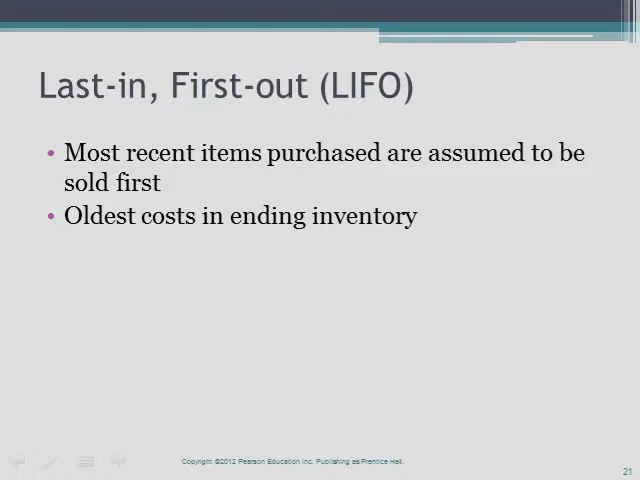 Last-in, First-out (LIFO)
• Most recent items purchased are assumed to be
sold first
• Oldest costs in ending inventory
Copyright ©2012 Pearson Education Inc. Publishing as Prentice Hall.
21